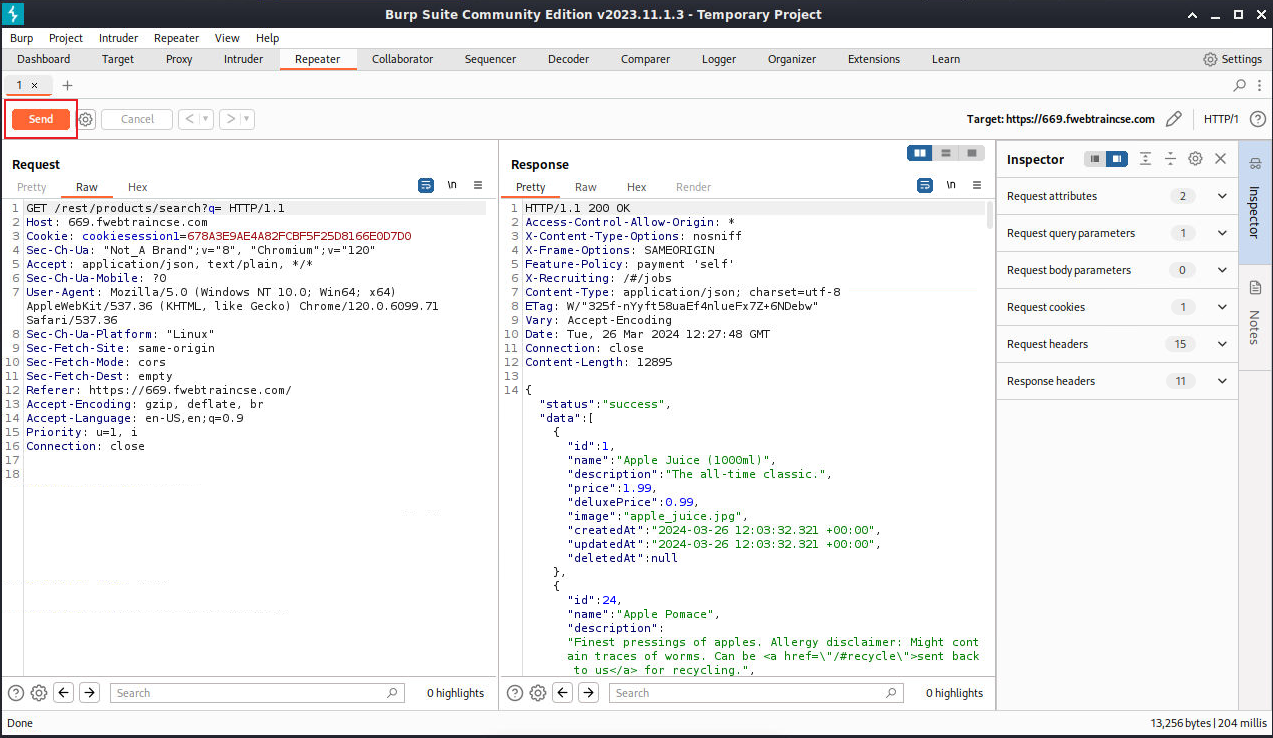 Burp Suite Community Edition v2023.11.1.3 - Temporary Project
Burp Project Intruder Repeater View Help
Dashboard Target Proxy Intruder Repeater Collaborator Sequencer Decoder Comparer Logger Organizer Extensions Learn Settings
1 × +
Send Cancel < > Target: https://669.fwebtraincse.com HTTP/1 ?
Request
Pretty Raw Hex \n
1 GET /rest/products/search?q= HTTP/1.1
2 Host: 669.fwebtraincse.com
3 Cookie: cookiesession1=678A3E9AE4A82FCBF5F25D8166E0D7D0
4 Sec-Ch-Ua: "Not_A Brand";v="8", "Chromium";v="120"
5 Accept: application/json, text/plain, */*
6 Sec-Ch-Ua-Mobile: ?0
7 User-Agent: Mozilla/5.0 (Windows NT 10.0; Win64; x64)
AppleWebKit/537.36 (KHTML, like Gecko) Chrome/120.0.6099.71
Safari/537.36
8 Sec-Ch-Ua-Platform: "Linux"
9 Sec-Fetch-Site: same-origin
10 Sec-Fetch-Mode: cors
11 Sec-Fetch-Dest: empty
12 Referer: https://669.fwebtraincse.com/
13 Accept-Encoding: gzip, deflate, br
14 Accept-Language: en-US,en;q=0.9
15 Priority: u=1, i
16 Connection: close
17
18
? Search 0 highlights
Response
Pretty Raw Hex Render \n
1 HTTP/1.1 200 OK
2 Access-Control-Allow-Origin: *
3 X-Content-Type-Options: nosniff
4 X-Frame-Options: SAMEORIGIN
5 Feature-Policy: payment 'self'
6 X-Recruiting: /#/jobs
7 Content-Type: application/json; charset=utf-8
8 ETag: W/"325f-nYyft58uaEf4nlueFx7Z+6NDebw"
9 Vary: Accept-Encoding
10 Date: Tue, 26 Mar 2024 12:27:48 GMT
11 Connection: close
12 Content-Length: 12895
13
14 {
"status":"success",
"data":[
{
"id":1,
"name":"Apple Juice (1000ml)",
"description":"The all-time classic.",
"price":1.99,
"deluxePrice":0.99,
"image":"apple_juice.jpg",
"createdAt":"2024-03-26 12:03:32.321 +00:00",
"updatedAt":"2024-03-26 12:03:32.321 +00:00",
"deletedAt":null
},
{
"id":24,
"name":"Apple Pomace",
"description":
"Finest pressings of apples. Allergy disclaimer: Might cont
ain traces of worms. Can be <a href=\"/#recycle\">sent back
to us</a> for recycling.",
? Search 0 highlights
Inspector
Request attributes 2
Request query parameters 1
Request body parameters 0
Request cookies 1
Request headers 15
Response headers 11
Inspector
Notes
Done 13,256 bytes | 204 millis